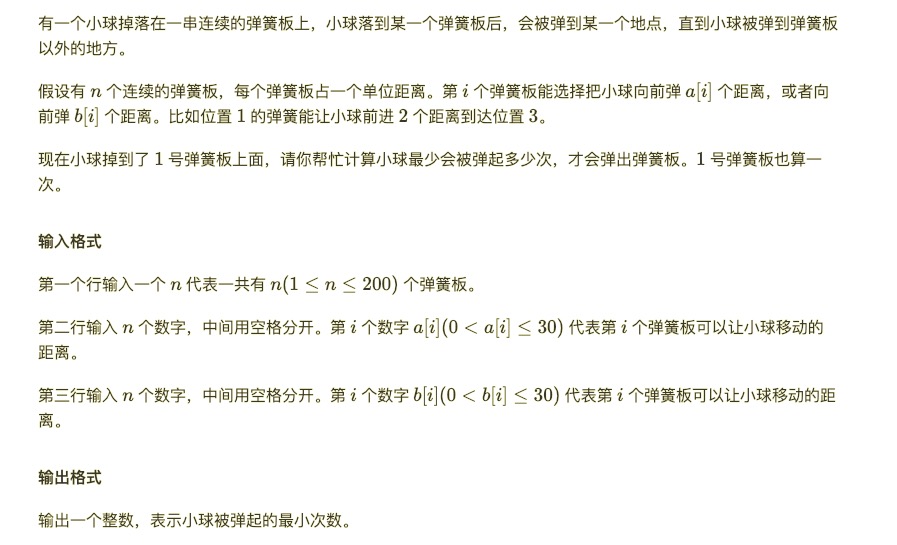 有一个小球掉落在一串连续的弹簧板上，小球落到某一个弹簧板后，会被弹到某一个地点，直到小球被弹到弹簧板
以外的地方。
假设有 n 个连续的弹簧板，每个弹簧板占一个单位距离。第 i 个弹簧板能选择把小球向前弹 a[i] 个距离，或者向
前弹 b[i] 个距离。比如位置 1 的弹簧能让小球前进 2 个距离到达位置 3。
现在小球掉到了 1 号弹簧板上面，请你帮忙计算小球最少会被弹起多少次，才会弹出弹簧板。1 号弹簧板也算一
次。
输入格式
第一个行输入一个 n 代表一共有 n(1 ≤ n ≤ 200) 个弹簧板。
第二行输入 n 个数字，中间用空格分开。第 i 个数字 a[i](0 < a[i] ≤ 30) 代表第 i 个弹簧板可以让小球移动的
距离。
第三行输入 n 个数字，中间用空格分开。第 i 个数字 b[i](0 < b[i] ≤ 30) 代表第 i 个弹簧板可以让小球移动的距
离。
输出格式
输出一个整数，表示小球被弹起的最小次数。